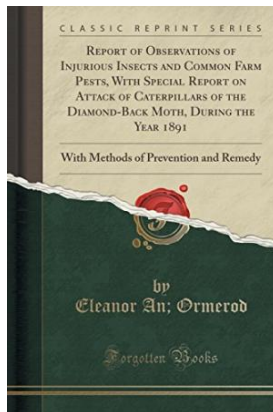 CLASSIC REPRINT SERIES
Report of Observations of
Injurious Insects and Common Farm
Pests, With Special Report on
Attack of Caterpillars of the
Diamond-Back Moth, During the
Year 1891
With Methods of Prevention and Remedy
by
Eleanor An; Ormerod
Forgotten Books